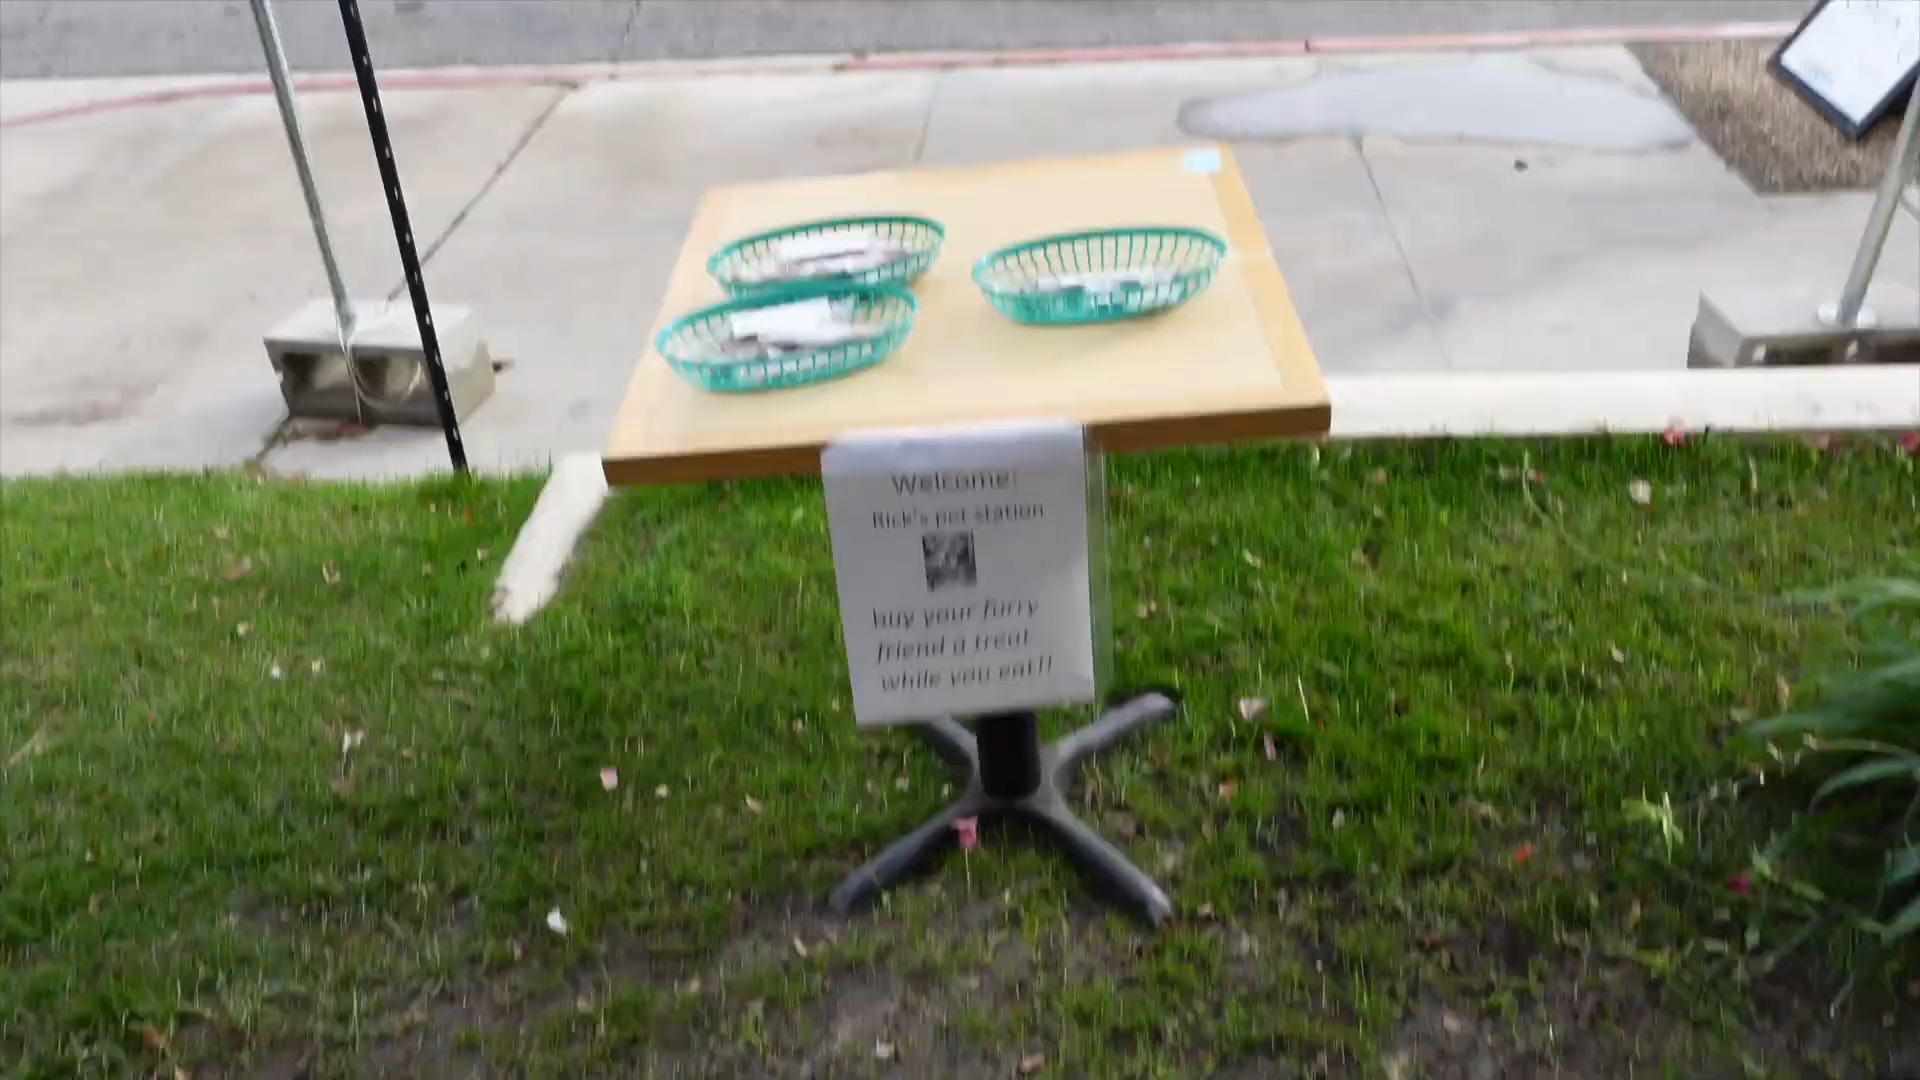 Welcome!
Rick's pet station
buy your furry
friend a treat
while you eat!!